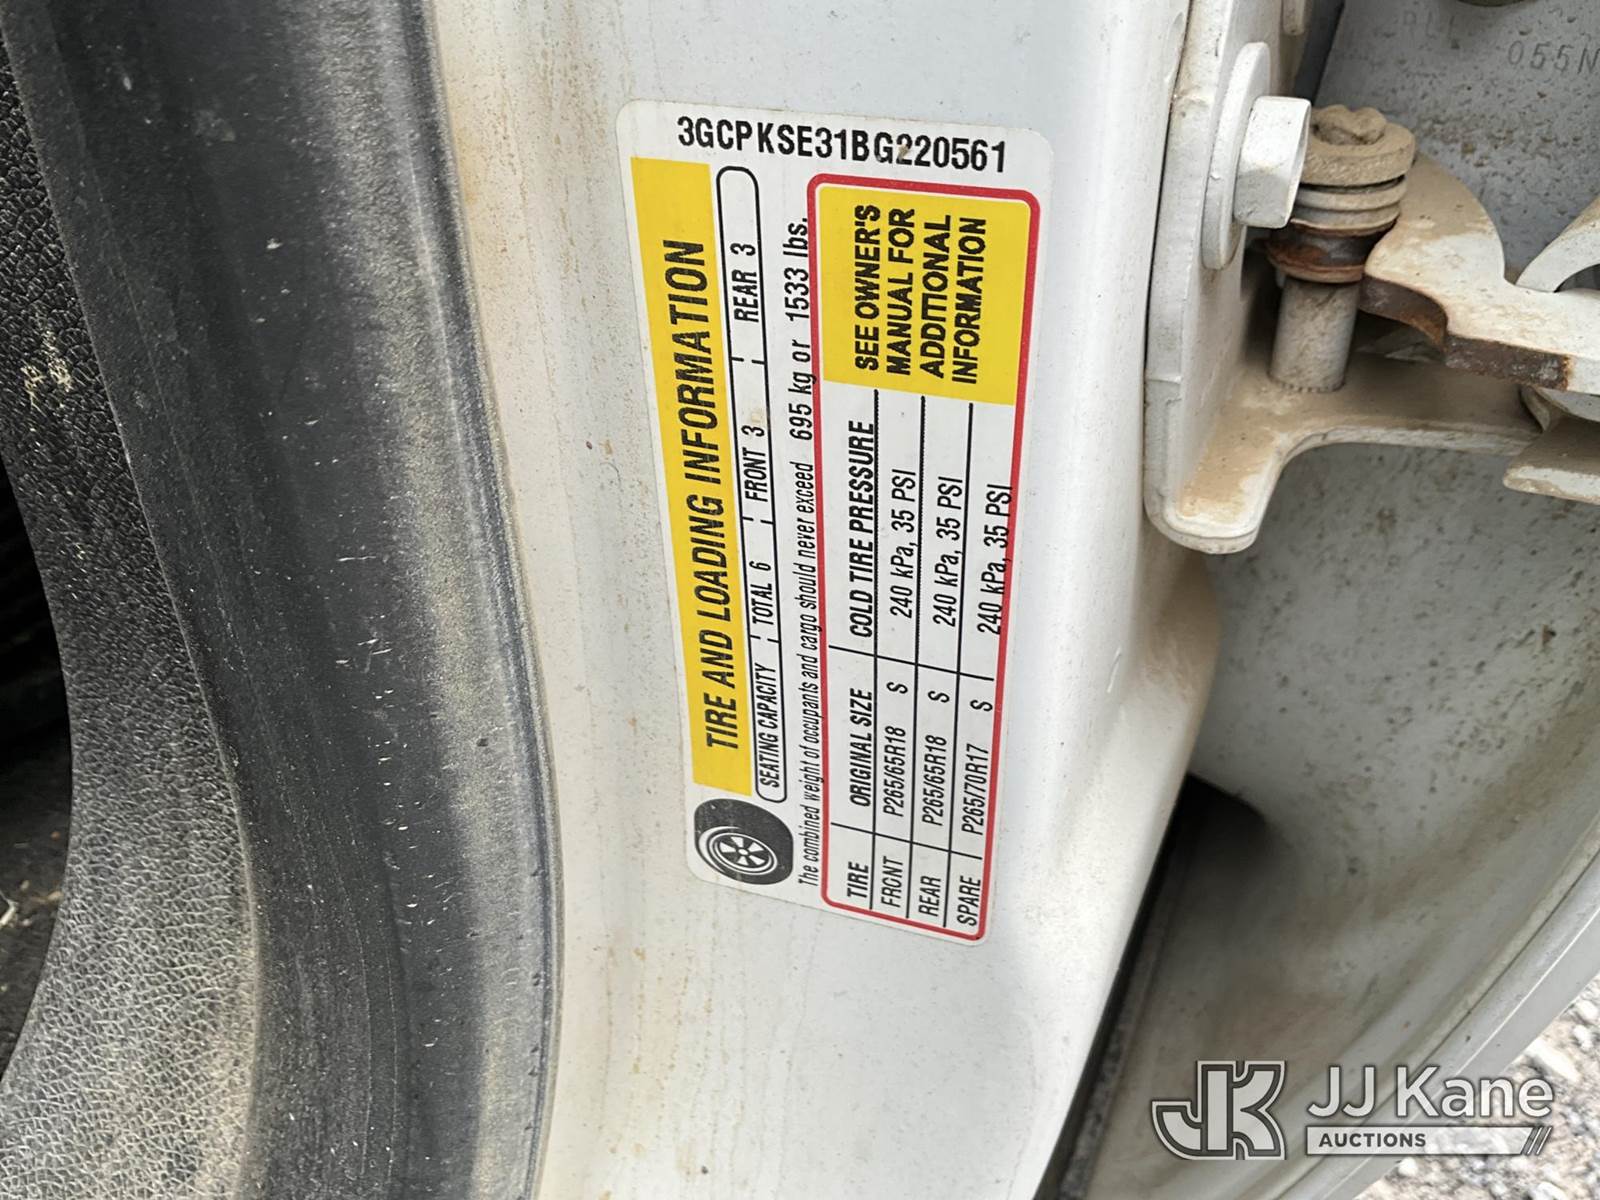 3GCPKSE31BG220561
TIRE AND LOADING INFORMATION
SEATING CAPACITY TOTAL 6 FRONT 3 REAR 3
The combined weight of occupants and cargo should never exceed 695 kg or 1533 lbs.
TIRE ORIGINAL SIZE COLD TIRE PRESSURE
FRONT P265/65R18 S 240 kPa, 35 PSI
REAR P265/65R18 S 240 kPa, 35 PSI
SPARE P265/70R17 S 240 kPa, 35 PSI
SEE OWNER'S
MANUAL FOR
ADDITIONAL
INFORMATION
055N
JK JJ Kane
AUCTIONS